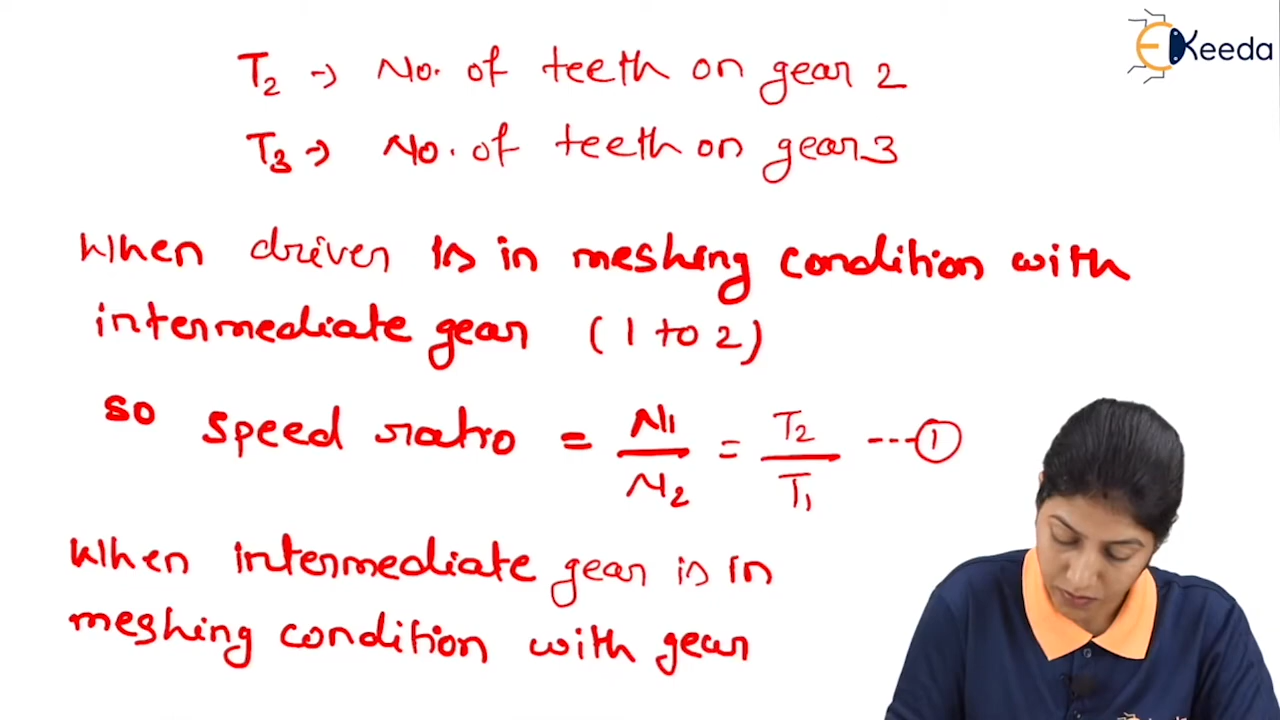 EKeeda
T2 → No. of teeth on gear 2
T3 → No. of teeth on gear 3
When driver is in meshing condition with
intermediate gear (1 to 2)
so speed ratio = N1/N2 = T2/T1 ---①
When intermediate gear is in
meshing condition with gear